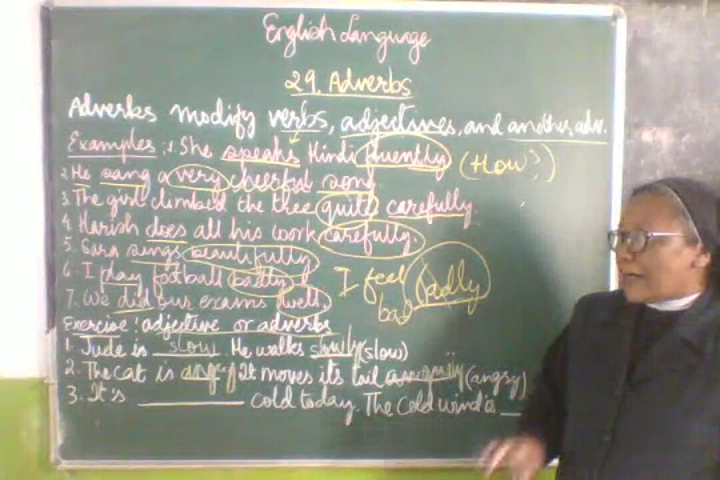 English Language
29. Adverbs
Adverbs modify verbs, adjectives, and another adv.
Examples :1. She speaks Hindi fluently (How?)
2. He sang a very cheerful song.
3. The girl climbed the tree quite carefully.
4. Harish does all his work carefully.
5. Sara sings beautifully
6. I play football badly I feel badly
bad
7. We did our exams well.
Exercise : adjective or adverbs
1. Jude is slow. He walks slowly (slow)
2. The cat is angry It moves its tail angrily (angry)
3. It's ________ cold today. The cold wind is __